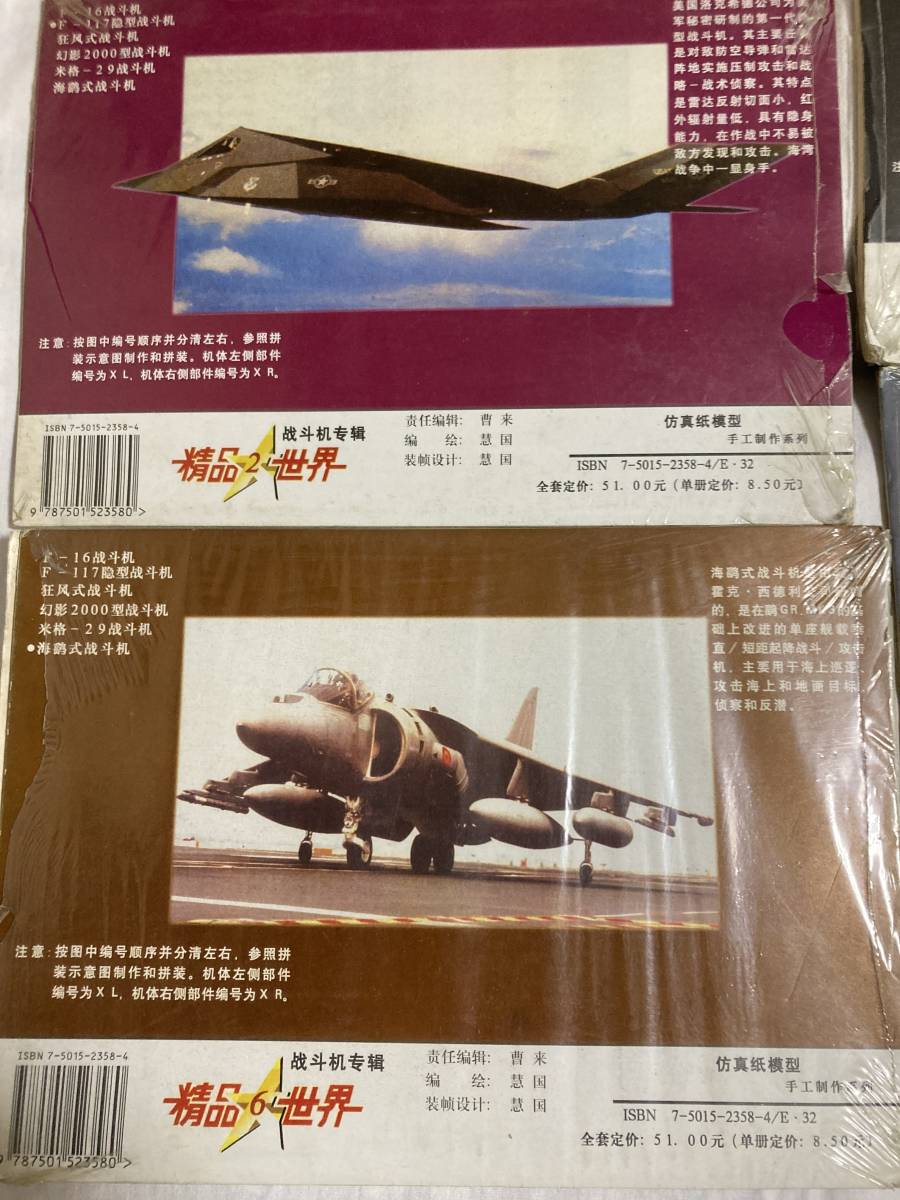 F-16战斗机
●F-117隐型战斗机
狂风式战斗机
幻影2000型战斗机
米格-29战斗机
海鹞式战斗机
美国洛克希德公司为美
军秘密研制的第一代
型战斗机。其主要任务
是对敌防空导弹和雷达
阵地实施压制攻击和战
略-战术侦察。其特点
是雷达反射切面小，红
外辐射量低，具有隐身
能力，在作战中不易被
敌方发现和攻击。海湾
战争中一显身手。
注意：按图中编号顺序并分清左右，参照拼
装示意图制作和拼装。机体左侧部件
编号为XL，机体右侧部件编号为XR。
ISBN 7-5015-2358-4
9 787501 523580 >
战斗机专辑
精品2世界
责任编辑：曹来
编绘：慧国
装帧设计：慧国
仿真纸模型
手工制作系列
ISBN 7-5015-2358-4/E·32
全套定价：51.00元（单册定价：8.50元）
注
F-16战斗机
F-117隐型战斗机
狂风式战斗机
幻影2000型战斗机
米格-29战斗机
●海鹞式战斗机
海鹞式战斗机
霍克·西德利
的，是在鹞GR.
础上改进的单座舰载垂
直/短距起降战斗/攻击
机，主要用于海上巡逻、
攻击海上和地面目标、
侦察和反潜。
注意：按图中编号顺序并分清左右，参照拼
装示意图制作和拼装。机体左侧部件
编号为XL，机体右侧部件编号为XR。
ISBN 7-5015-2358-4
9 787501 523580 >
战斗机专辑
精品6世界
责任编辑：曹来
编绘：慧国
装帧设计：慧国
仿真纸模型
手工制作系列
ISBN 7-5015-2358-4/E·32
全套定价：51.00元（单册定价：8.50元）